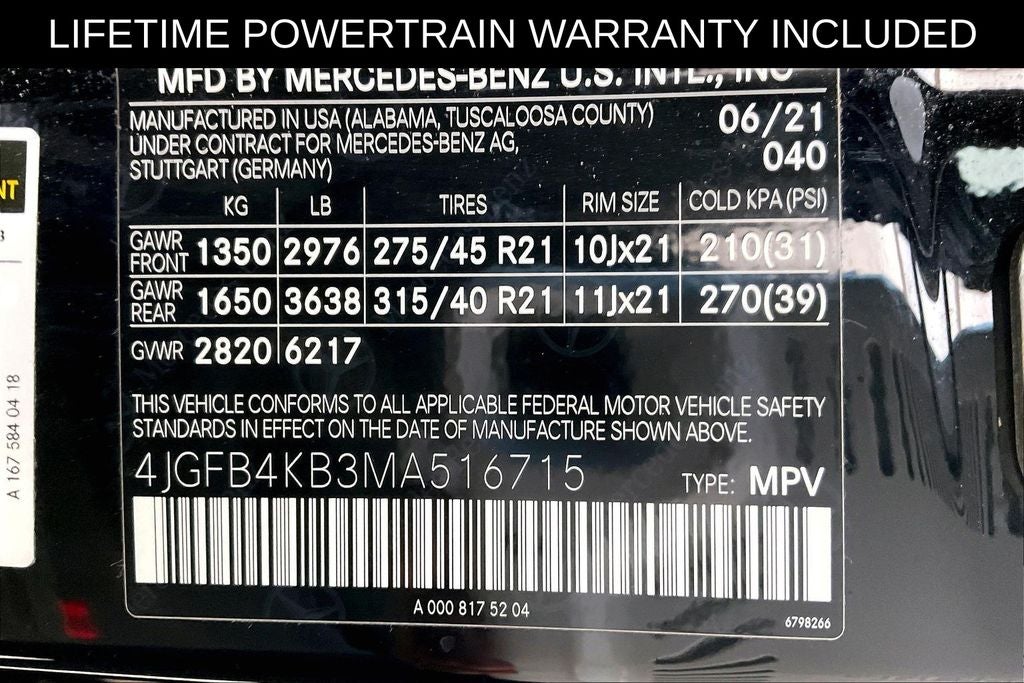 LIFETIME POWERTRAIN WARRANTY INCLUDED
MFD BY MERCEDES-BENZ U.S. INTL., INC
MANUFACTURED IN USA (ALABAMA, TUSCALOOSA COUNTY) 06/21
UNDER CONTRACT FOR MERCEDES-BENZ AG, 040
STUTTGART (GERMANY)
KG LB TIRES RIM SIZE COLD KPA (PSI)
GAWR FRONT 1350 2976 275/45 R21 10Jx21 210(31)
GAWR REAR 1650 3638 315/40 R21 11Jx21 270(39)
GVWR 2820 6217
THIS VEHICLE CONFORMS TO ALL APPLICABLE FEDERAL MOTOR VEHICLE SAFETY
STANDARDS IN EFFECT ON THE DATE OF MANUFACTURE SHOWN ABOVE.
4JGFB4KB3MA516715 TYPE: MPV
A 000 817 52 04
6798266
NT
A 167 584 04 18